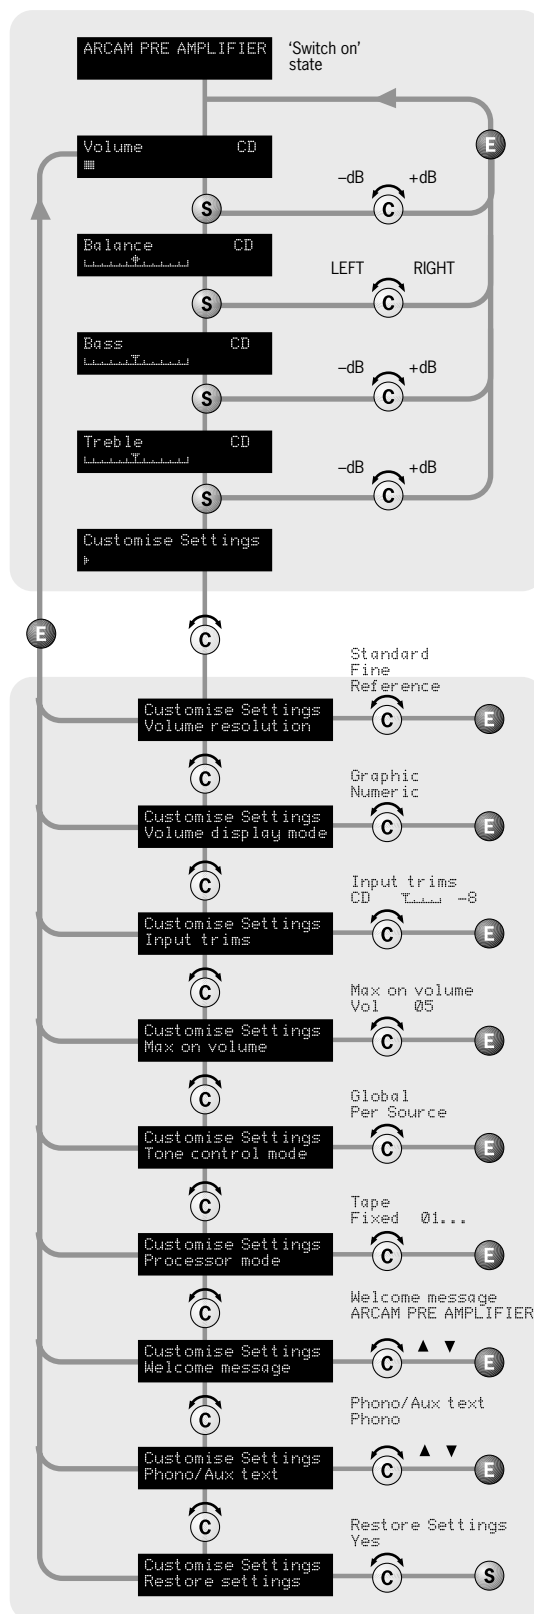 ARCAM PRE AMPLIFIER
‘Switch on’
state
E
Volume CD
–dB +dB
S
C
Balance CD
LEFT RIGHT
S
C
Bass CD
–dB +dB
S
C
Treble CD
–dB +dB
S
C
Customise Settings
E
C
Standard
Fine
Reference
Customise Settings
Volume resolution
C
E
C
Graphic
Numeric
Customise Settings
Volume display mode
C
E
C
Input trims
CD –8
Customise Settings
Input trims
C
E
C
Max on volume
Vol 05
Customise Settings
Max on volume
C
E
C
Global
Per Source
Customise Settings
Tone control mode
C
E
C
Tape
Fixed 01...
Customise Settings
Processor mode
C
E
C
Welcome message
ARCAM PRE AMPLIFIER
Customise Settings
Welcome message
C ▲ ▼
E
C
Phono/Aux text
Phono
Customise Settings
Phono/Aux text
C ▲ ▼
E
C
Restore Settings
Yes
Customise Settings
Restore settings
C
S